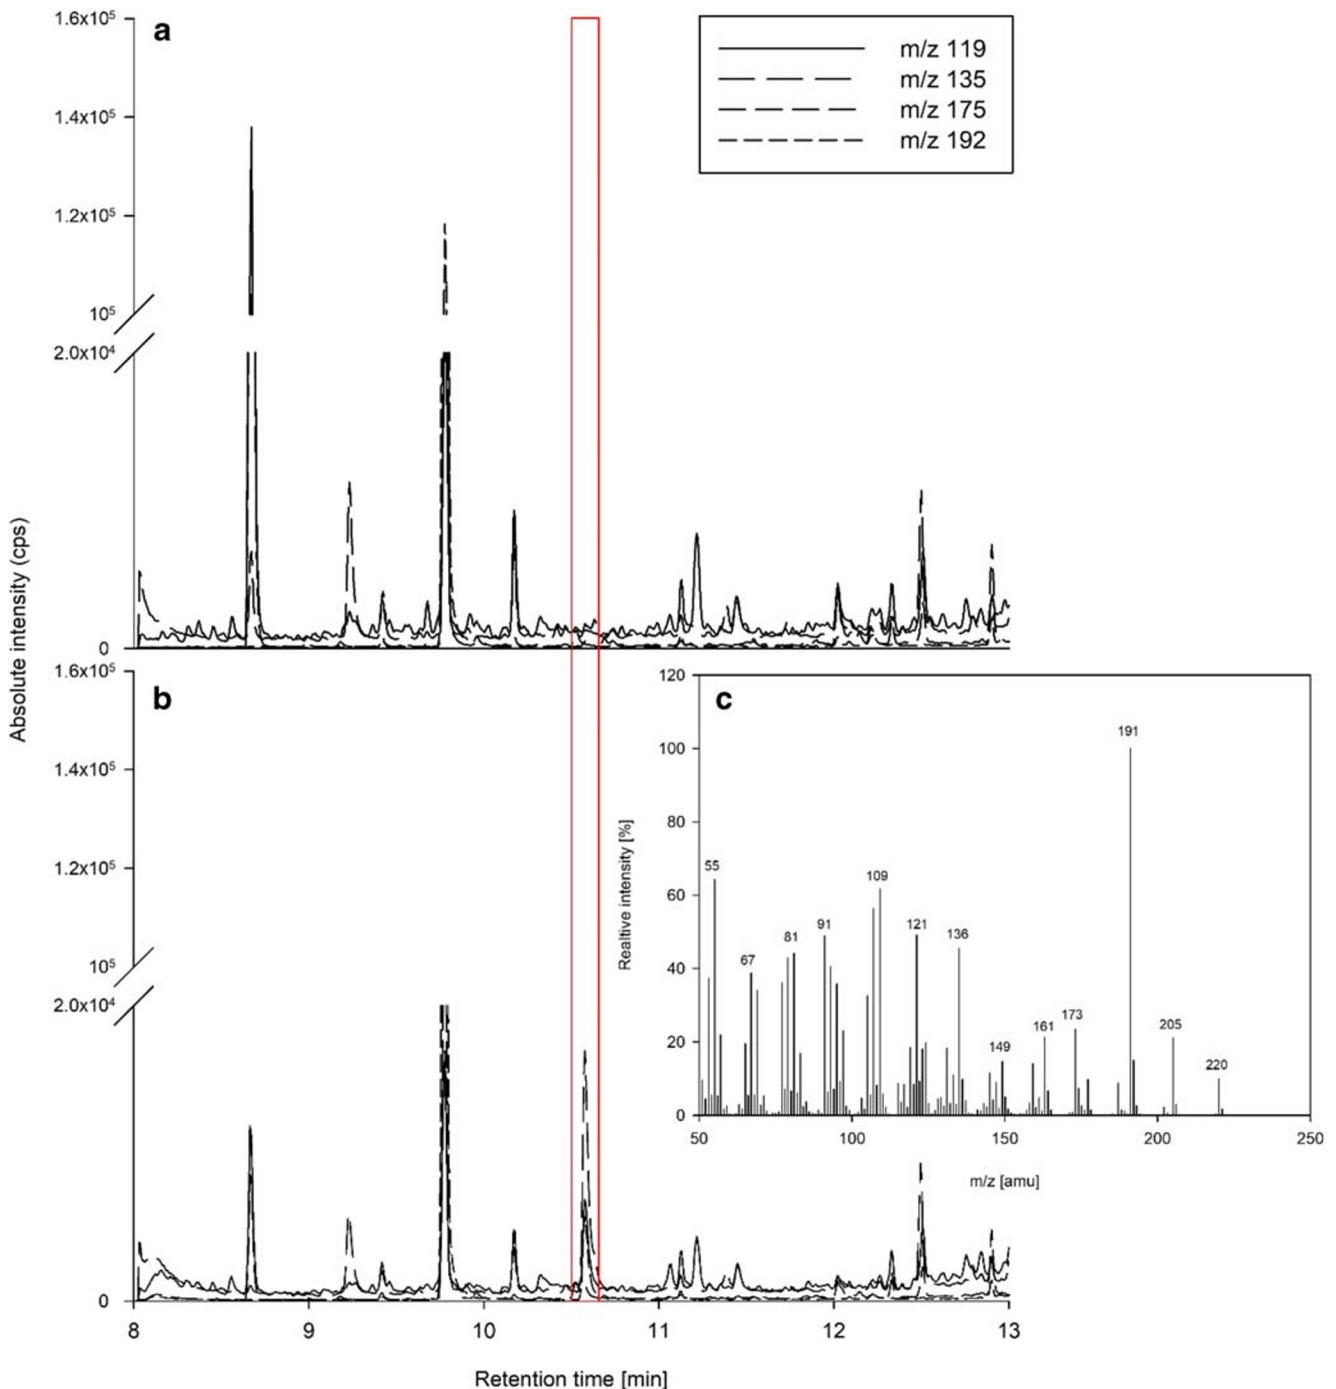 a
1.6x10⁵
1.4x10⁵
1.2x10⁵
10⁵
2.0x10⁴
0
m/z 119
m/z 135
m/z 175
m/z 192
Absolute intensity (cps)
b
1.6x10⁵
1.4x10⁵
1.2x10⁵
10⁵
2.0x10⁴
0
8 9 10 11 12 13
Retention time [min]
c
120
100
80
60
40
20
0
Realtive intensity [%]
55
67
81
91
109
121
136
149
161
173
191
205
220
50 100 150 200 250
m/z [amu]